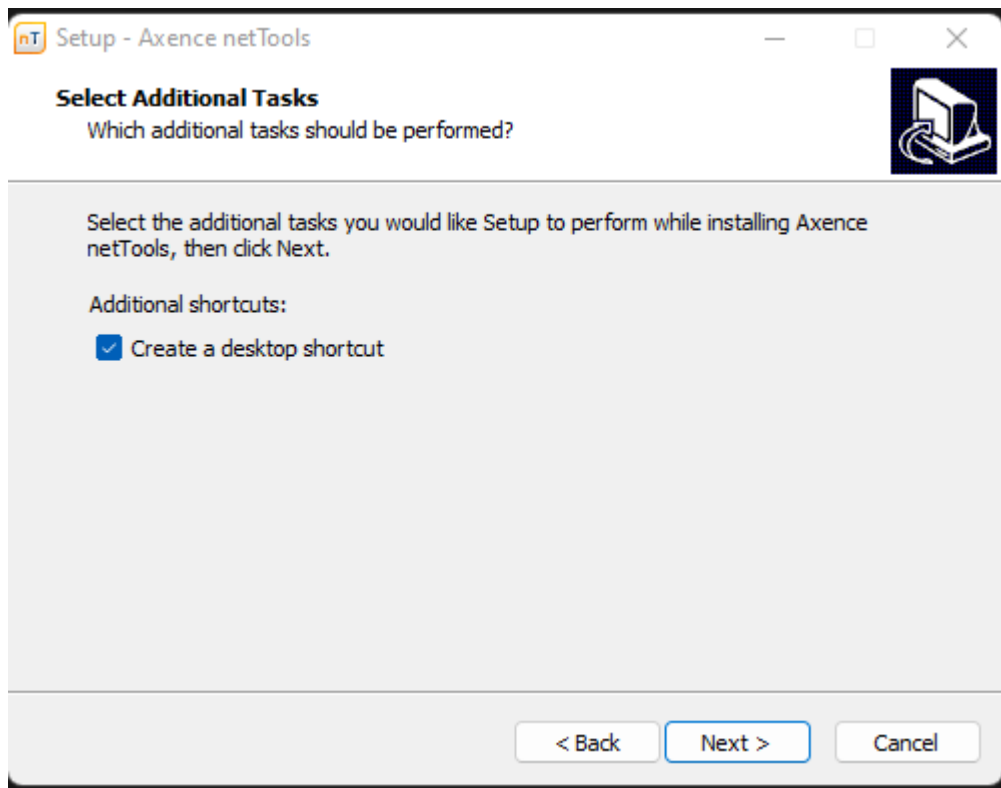 nT Setup - Axence netTools
Select Additional Tasks
Which additional tasks should be performed?
Select the additional tasks you would like Setup to perform while installing Axence
netTools, then click Next.
Additional shortcuts:
Create a desktop shortcut
< Back Next > Cancel